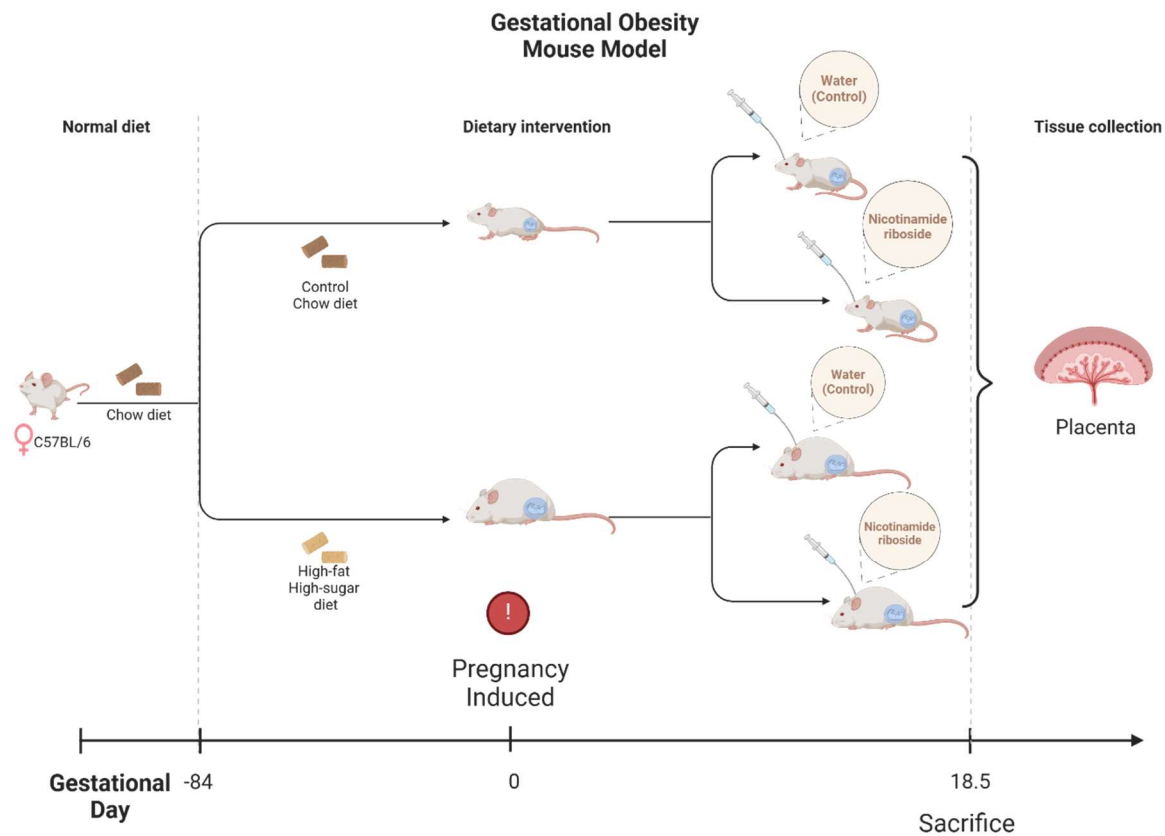 Gestational Obesity
Mouse Model
Normal diet
Dietary intervention
Tissue collection
Water
(Control)
Nicotinamide
riboside
Control
Chow diet
Chow diet
C57BL/6
Water
(Control)
Placenta
Nicotinamide
riboside
High-fat
High-sugar
diet
!
Pregnancy
Induced
Gestational
Day
-84
0
18.5
Sacrifice